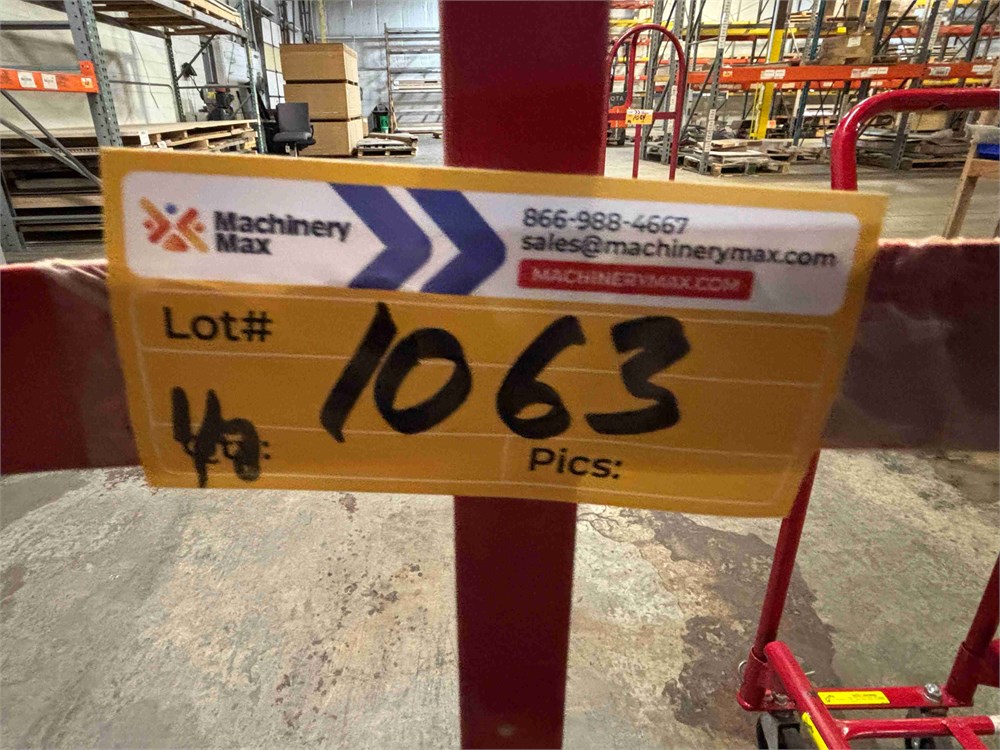 Machinery
Max
866-988-4667
sales@machinerymax.com
MACHINERYMAX.COM
Lot# 1063
Pics: